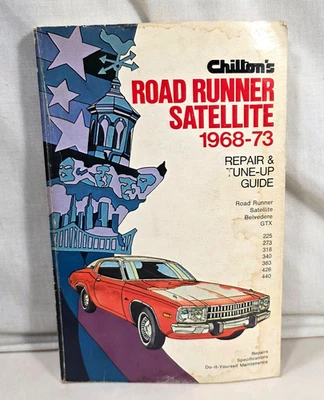 Chilton's
ROAD RUNNER
SATELLITE
1968-73
REPAIR &
TUNE-UP
GUIDE
Road Runner
Satellite
Belvedere
GTX
225
273
318
340
383
426
440
Repairs
Specifications
Do-It-Yourself Maintenance